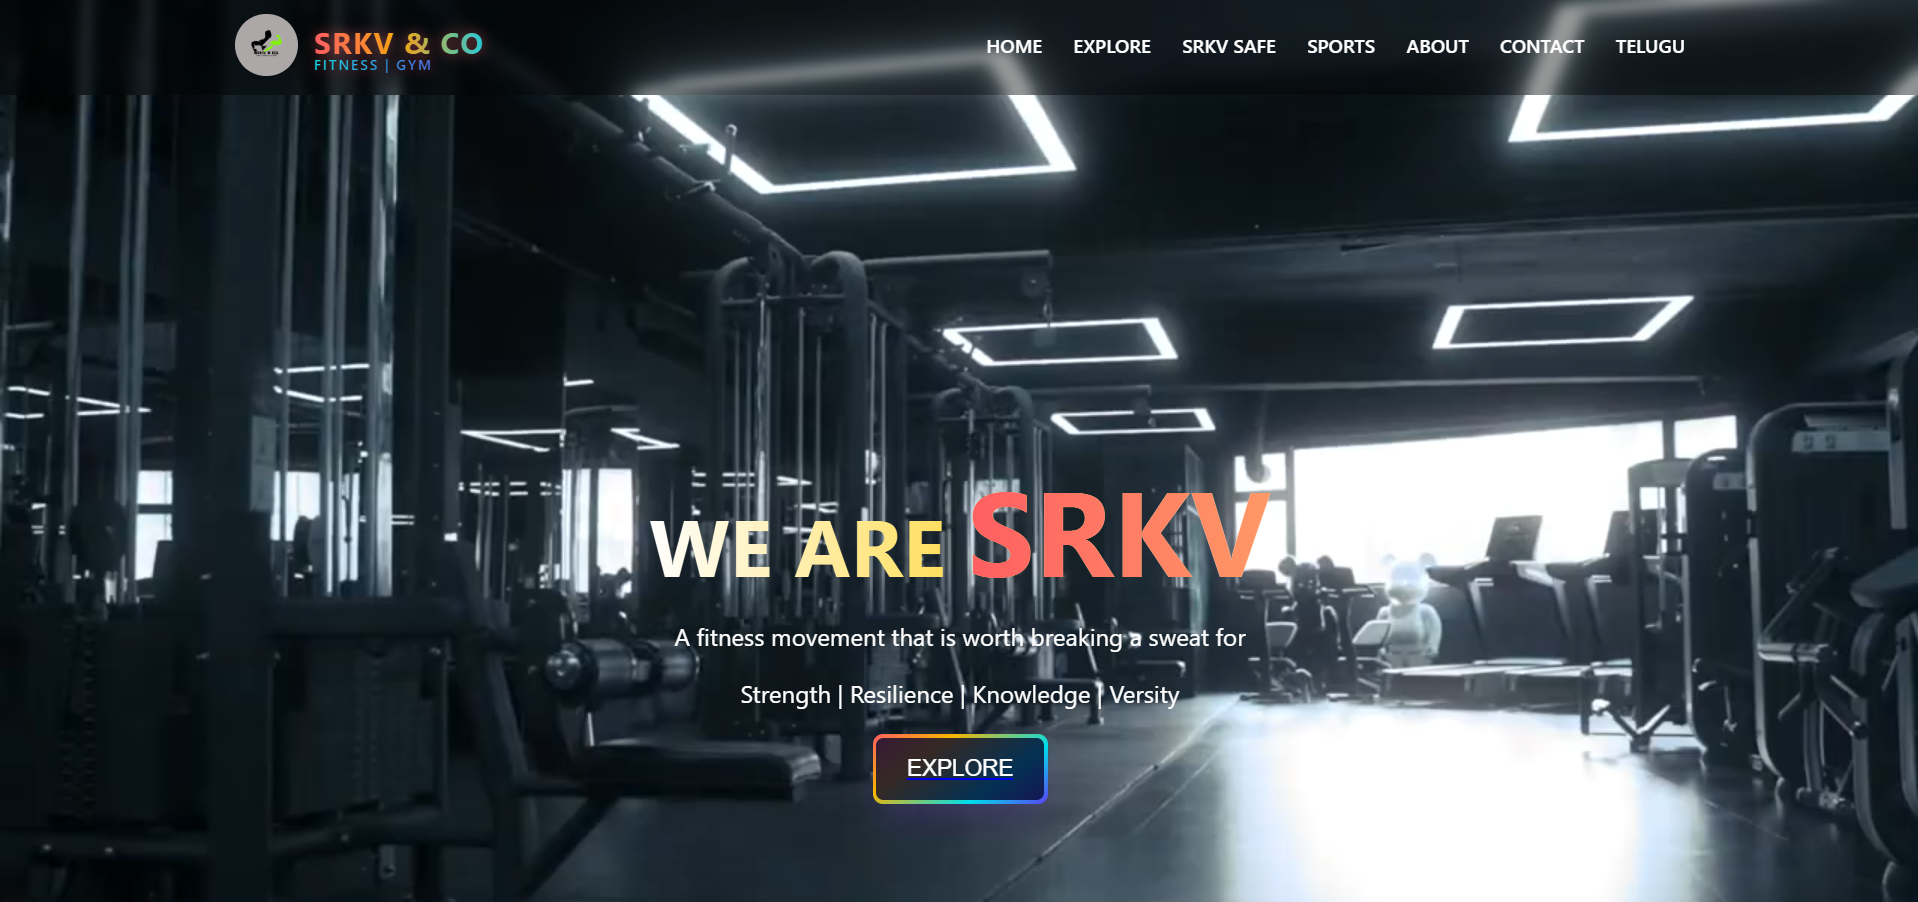 SRKV & CO
FITNESS | GYM
HOME EXPLORE SRKV SAFE SPORTS ABOUT CONTACT TELUGU
WE ARE SRKV
A fitness movement that is worth breaking a sweat for
Strength | Resilience | Knowledge | Versity
EXPLORE